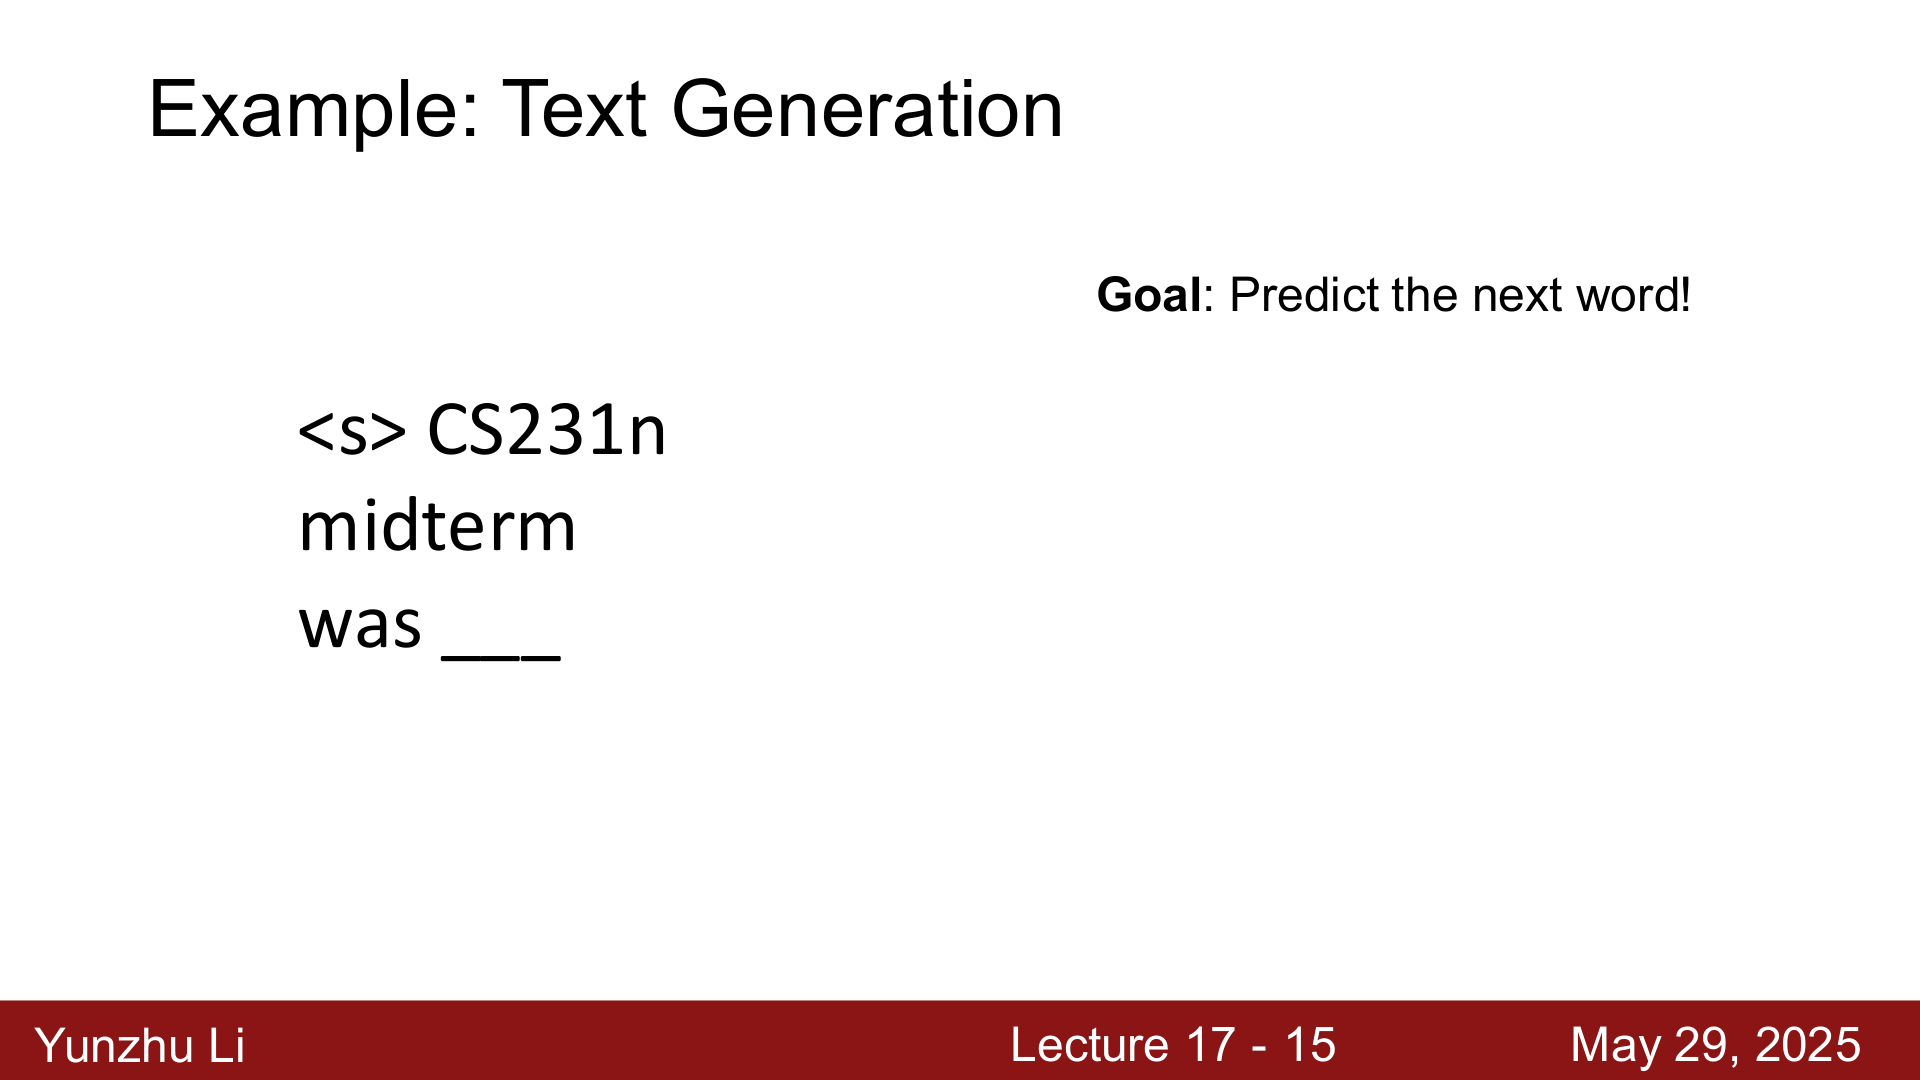 Example: Text Generation
Goal: Predict the next word!
<s> CS231n
midterm
was ___
Yunzhu Li
Lecture 17 - 15
May 29, 2025